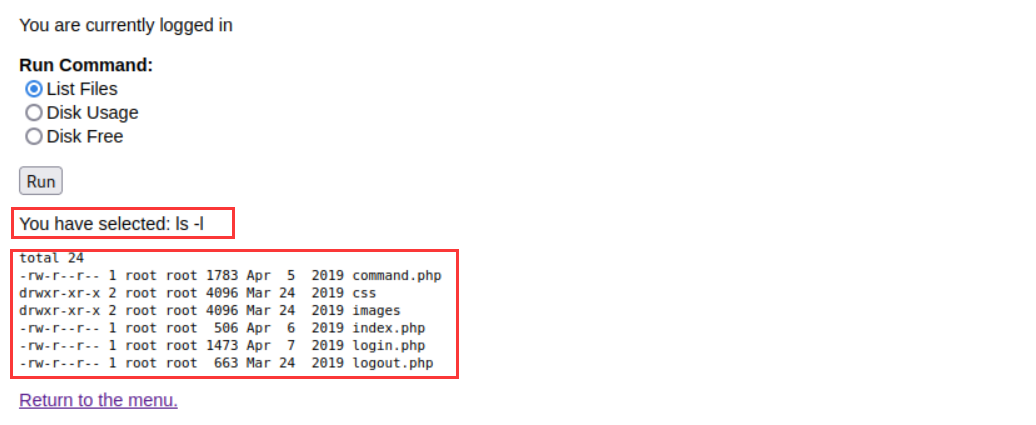 You are currently logged in
Run Command:
List Files
Disk Usage
Disk Free
Run
You have selected: ls -l
total 24
-rw-r--r-- 1 root root 1783 Apr  5  2019 command.php
drwxr-xr-x 2 root root 4096 Mar 24  2019 css
drwxr-xr-x 2 root root 4096 Mar 24  2019 images
-rw-r--r-- 1 root root  506 Apr  6  2019 index.php
-rw-r--r-- 1 root root 1473 Apr  7  2019 login.php
-rw-r--r-- 1 root root  663 Mar 24  2019 logout.php
Return to the menu.